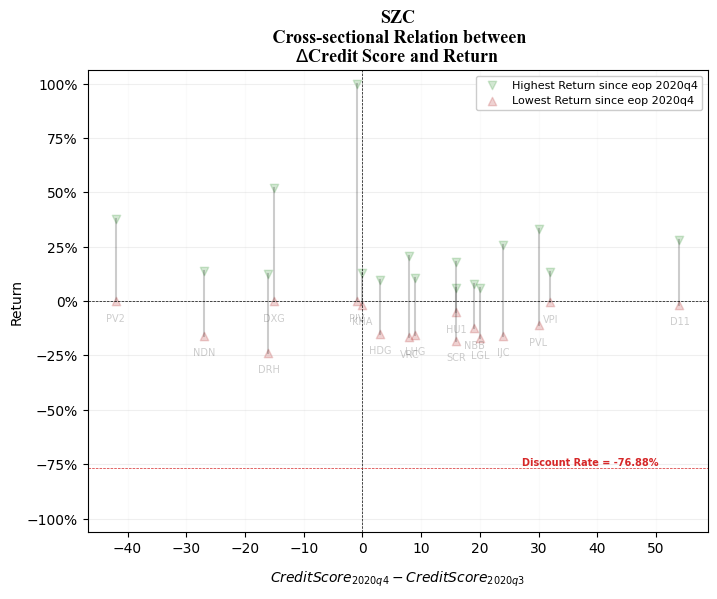 SZC
Cross-sectional Relation between
ΔCredit Score and Return
Highest Return since eop 2020q4
Lowest Return since eop 2020q4
100%
75%
50%
25%
0%
−25%
−50%
−75%
−100%
Return
PV2
NDN
DRH
DXG
KHA
HDG
VRC
LHG
HU1
SCR
NBB
LGL
IJC
PVL
VPI
D11
Discount Rate = -76.88%
−40
−30
−20
−10
0
10
20
30
40
50
CreditScore2020q4 − CreditScore2020q3